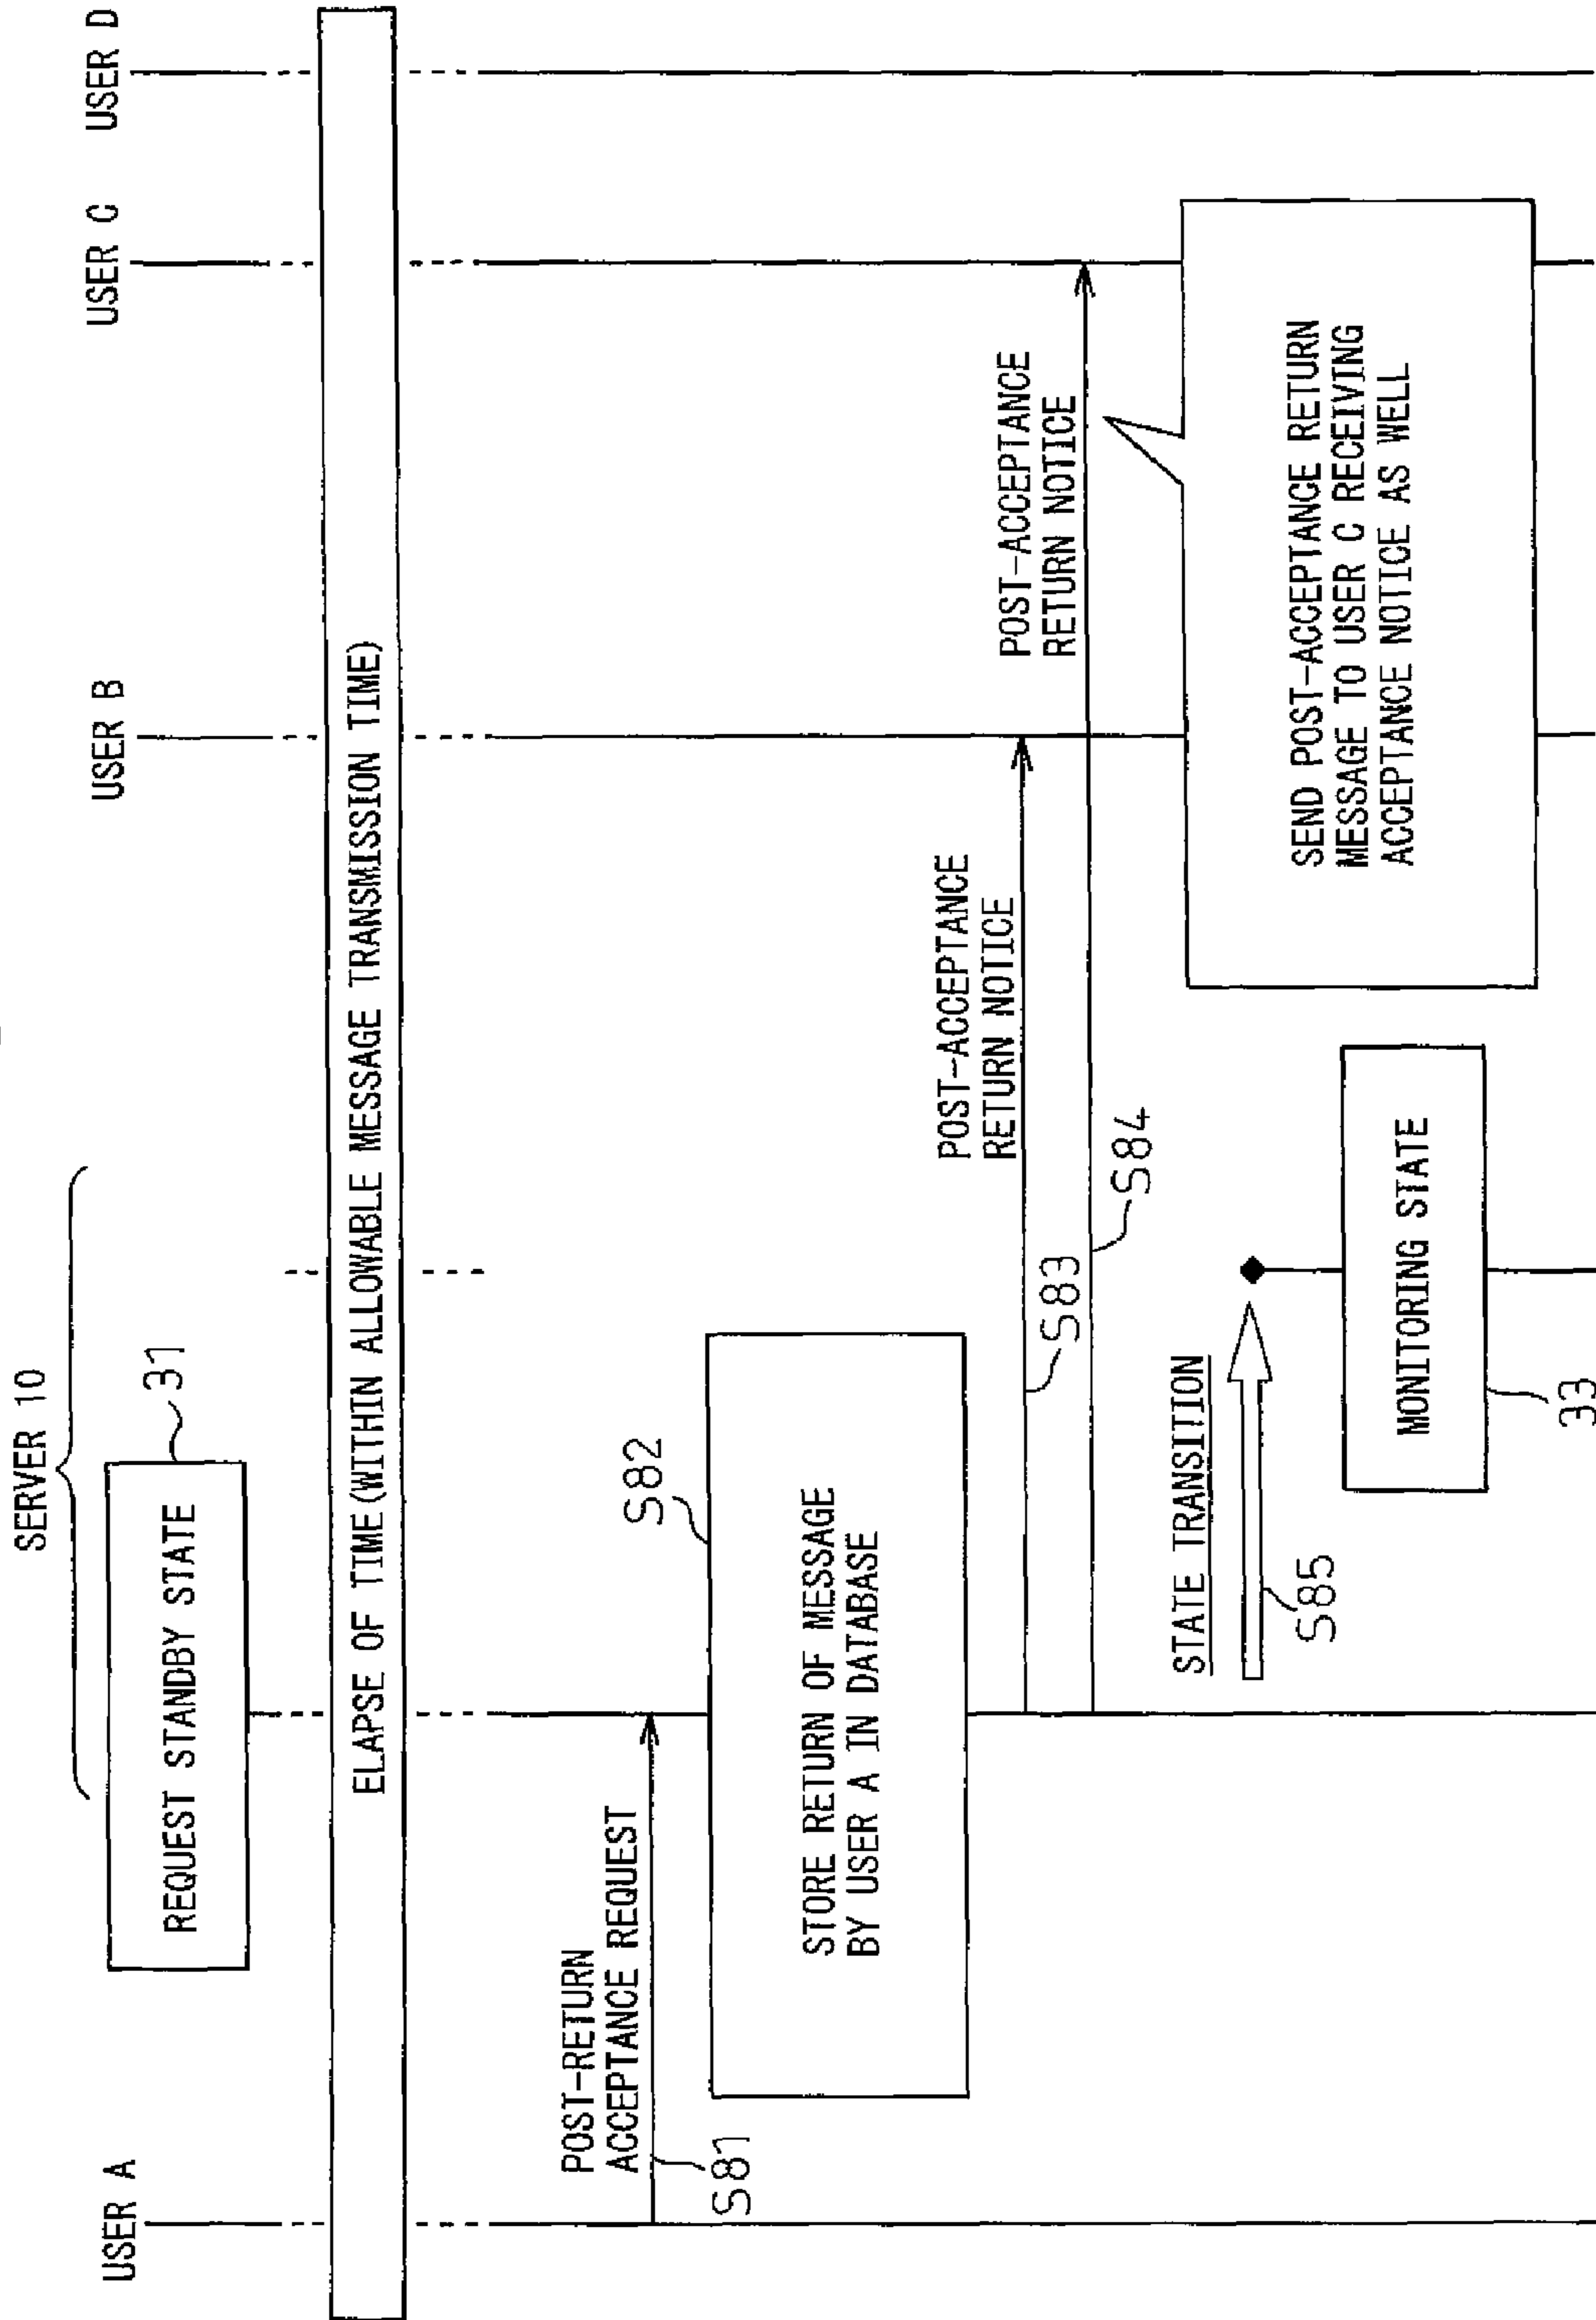 SERVER 10
USER A
REQUEST STANDBY STATE
31
USER B
USER C
USER D
ELAPSE OF TIME(WITHIN ALLOWABLE MESSAGE TRANSMISSION TIME)
POST-RETURN
ACCEPTANCE REQUEST
S81
STORE RETURN OF MESSAGE
BY USER A IN DATABASE
S82
POST-ACCEPTANCE
RETURN NOTICE
S83
POST-ACCEPTANCE
RETURN NOTICE
S84
STATE TRANSITION
S85
MONITORING STATE
33
SEND POST-ACCEPTANCE RETURN
MESSAGE TO USER C RECEIVING
ACCEPTANCE NOTICE AS WELL